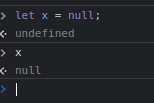 > let x = null;
<· undefined
> x
<· null
>